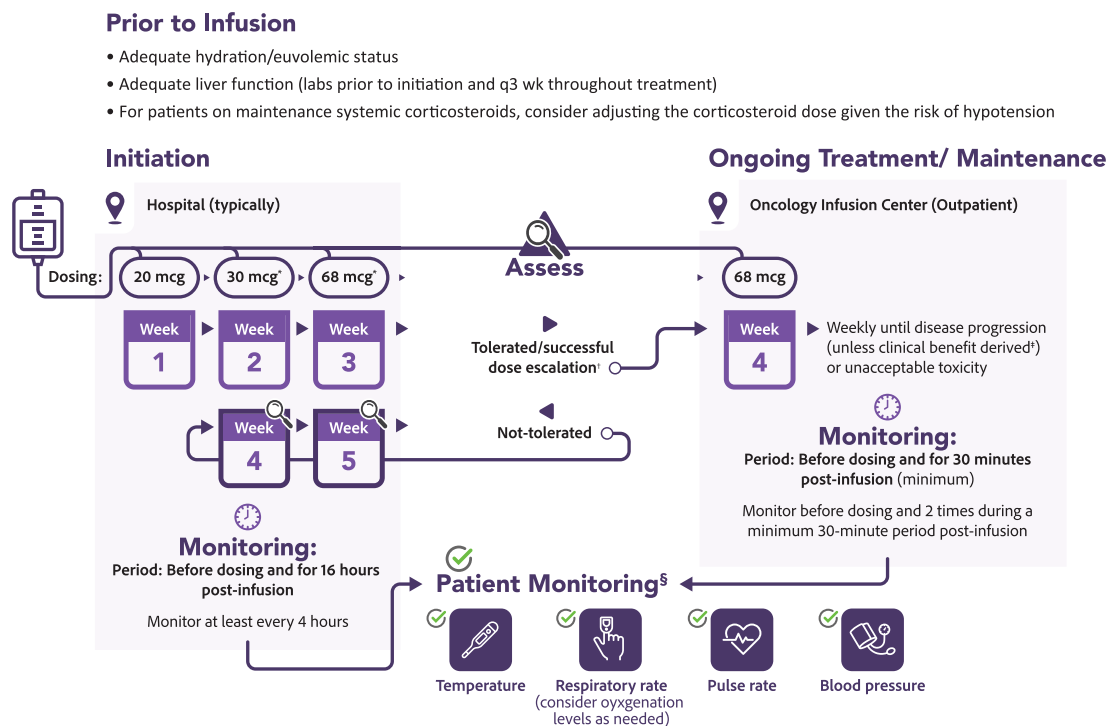 Prior to Infusion
• Adequate hydration/euvolemic status
• Adequate liver function (labs prior to initiation and q3 wk throughout treatment)
• For patients on maintenance systemic corticosteroids, consider adjusting the corticosteroid dose given the risk of hypotension
Initiation
Hospital (typically)
Dosing:
20 mcg
30 mcg*
68 mcg*
Week
1
Week
2
Week
3
Week
4
Week
5
Monitoring:
Period: Before dosing and for 16 hours
post-infusion
Monitor at least every 4 hours
Assess
Tolerated/successful
dose escalation†
Not-tolerated
Ongoing Treatment/ Maintenance
Oncology Infusion Center (Outpatient)
68 mcg
Week
4
Weekly until disease progression
(unless clinical benefit derived‡)
or unacceptable toxicity
Monitoring:
Period: Before dosing and for 30 minutes
post-infusion (minimum)
Monitor before dosing and 2 times during a
minimum 30-minute period post-infusion
Patient Monitoring§
Temperature
Respiratory rate
(consider oyxgenation
levels as needed)
Pulse rate
Blood pressure